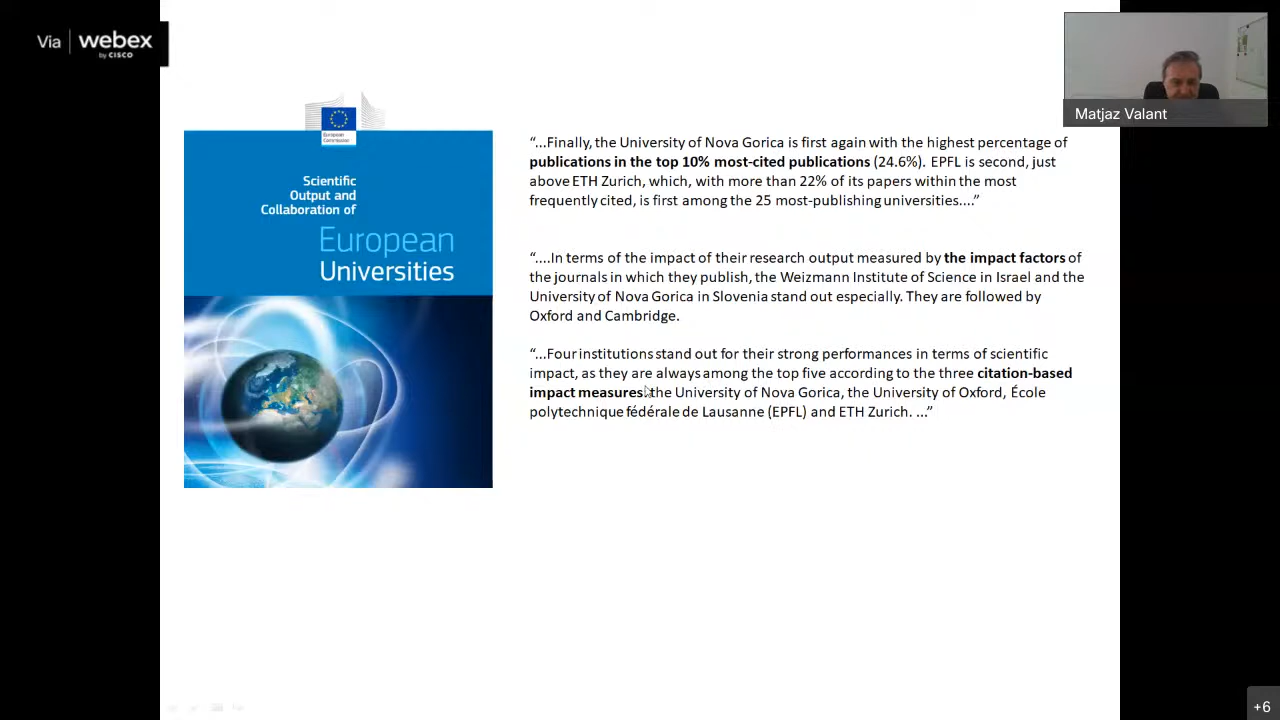 Via webex
by CISCO
Matjaz Valant
European
Commission
Scientific
Output and
Collaboration of
European
Universities
“...Finally, the University of Nova Gorica is first again with the highest percentage of
publications in the top 10% most-cited publications (24.6%). EPFL is second, just
above ETH Zurich, which, with more than 22% of its papers within the most
frequently cited, is first among the 25 most-publishing universities....”
“....In terms of the impact of their research output measured by the impact factors of
the journals in which they publish, the Weizmann Institute of Science in Israel and the
University of Nova Gorica in Slovenia stand out especially. They are followed by
Oxford and Cambridge.
“...Four institutions stand out for their strong performances in terms of scientific
impact, as they are always among the top five according to the three citation-based
impact measures: the University of Nova Gorica, the University of Oxford, École
polytechnique fédérale de Lausanne (EPFL) and ETH Zurich. ...”
+6